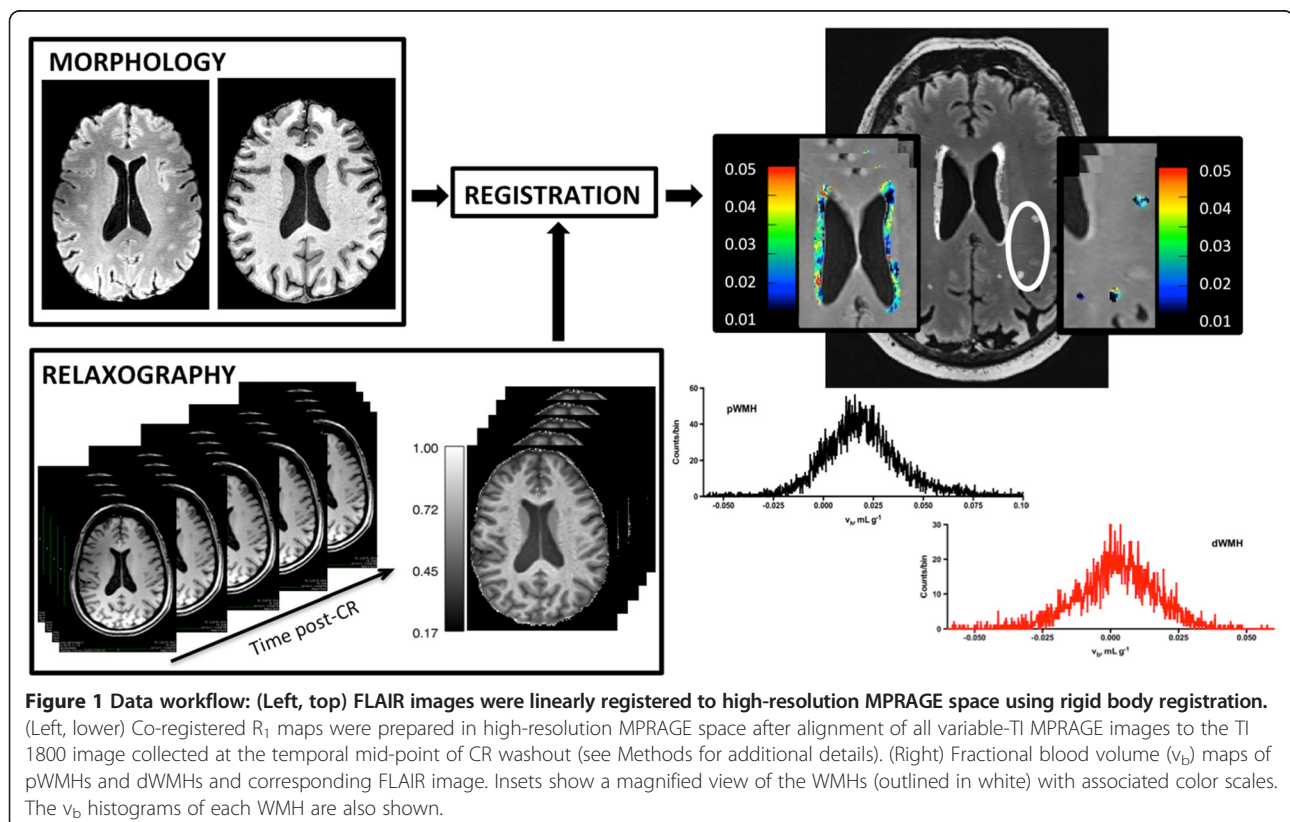 MORPHOLOGY
REGISTRATION
RELAXOGRAPHY
1.00
0.72
0.45
0.17
Time post-CR
0.05
0.04
0.03
0.02
0.01
0.05
0.04
0.03
0.02
0.01
pWMH
Counts/bin
60
40
20
0
-0.050 -0.025 0.000 0.025 0.050 0.075 0.10
vb, mL g-1
dWMH
Counts/bin
30
20
10
0
-0.050 -0.025 0.000 0.025 0.050
vb, mL g-1
Figure 1 Data workflow: (Left, top) FLAIR images were linearly registered to high-resolution MPRAGE space using rigid body registration.
(Left, lower) Co-registered R1 maps were prepared in high-resolution MPRAGE space after alignment of all variable-TI MPRAGE images to the TI
1800 image collected at the temporal mid-point of CR washout (see Methods for additional details). (Right) Fractional blood volume (vb) maps of
pWMHs and dWMHs and corresponding FLAIR image. Insets show a magnified view of the WMHs (outlined in white) with associated color scales.
The vb histograms of each WMH are also shown.